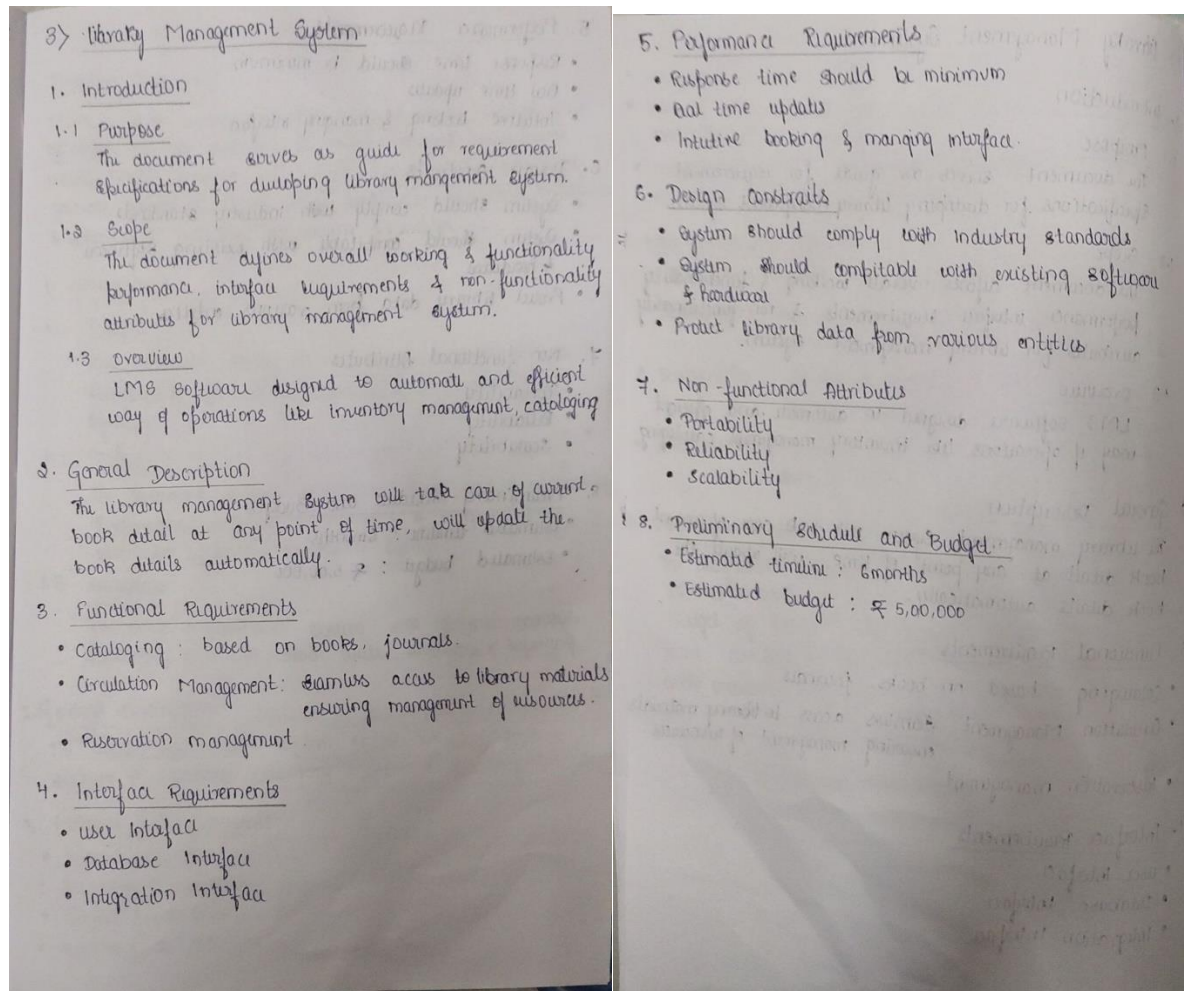 3) library Management System
1. Introduction
1.1 Purpose
The document serves as guide for requirement
specifications for developing library mangement system.
1.2 Scope
The document defines overall working & functionality
performance, interface requirements & non-functionality
attributes for library management system.
1.3 overview
LMS software designed to automate and efficient
way of operations like inventory management, cataloging
2. General Description
The library management system will take care of current
book detail at any point of time, will update the
book details automatically.
3. Functional Requirements
• Cataloging : based on books, journals.
• Circulation Management: seamless access to library materials
ensuring management of resources.
• Reservation management
4. Interface Requirements
• user Interface
• Database Interface
• Integration Interface
5. Performance Requirements
• Response time should be minimum
• Real time updates
• Intutive booking & manging interface.
6. Design constraits
• System should comply with industry standards
• System should compitable with existing software
& hardware
• Protect library data from various entities
7. Non-functional Attributes
• Portability
• Reliability
• Scalability
8. Preliminary Schedule and Budget
• Estimated timeline : 6months
• Estimated budget : ₹ 5,00,000